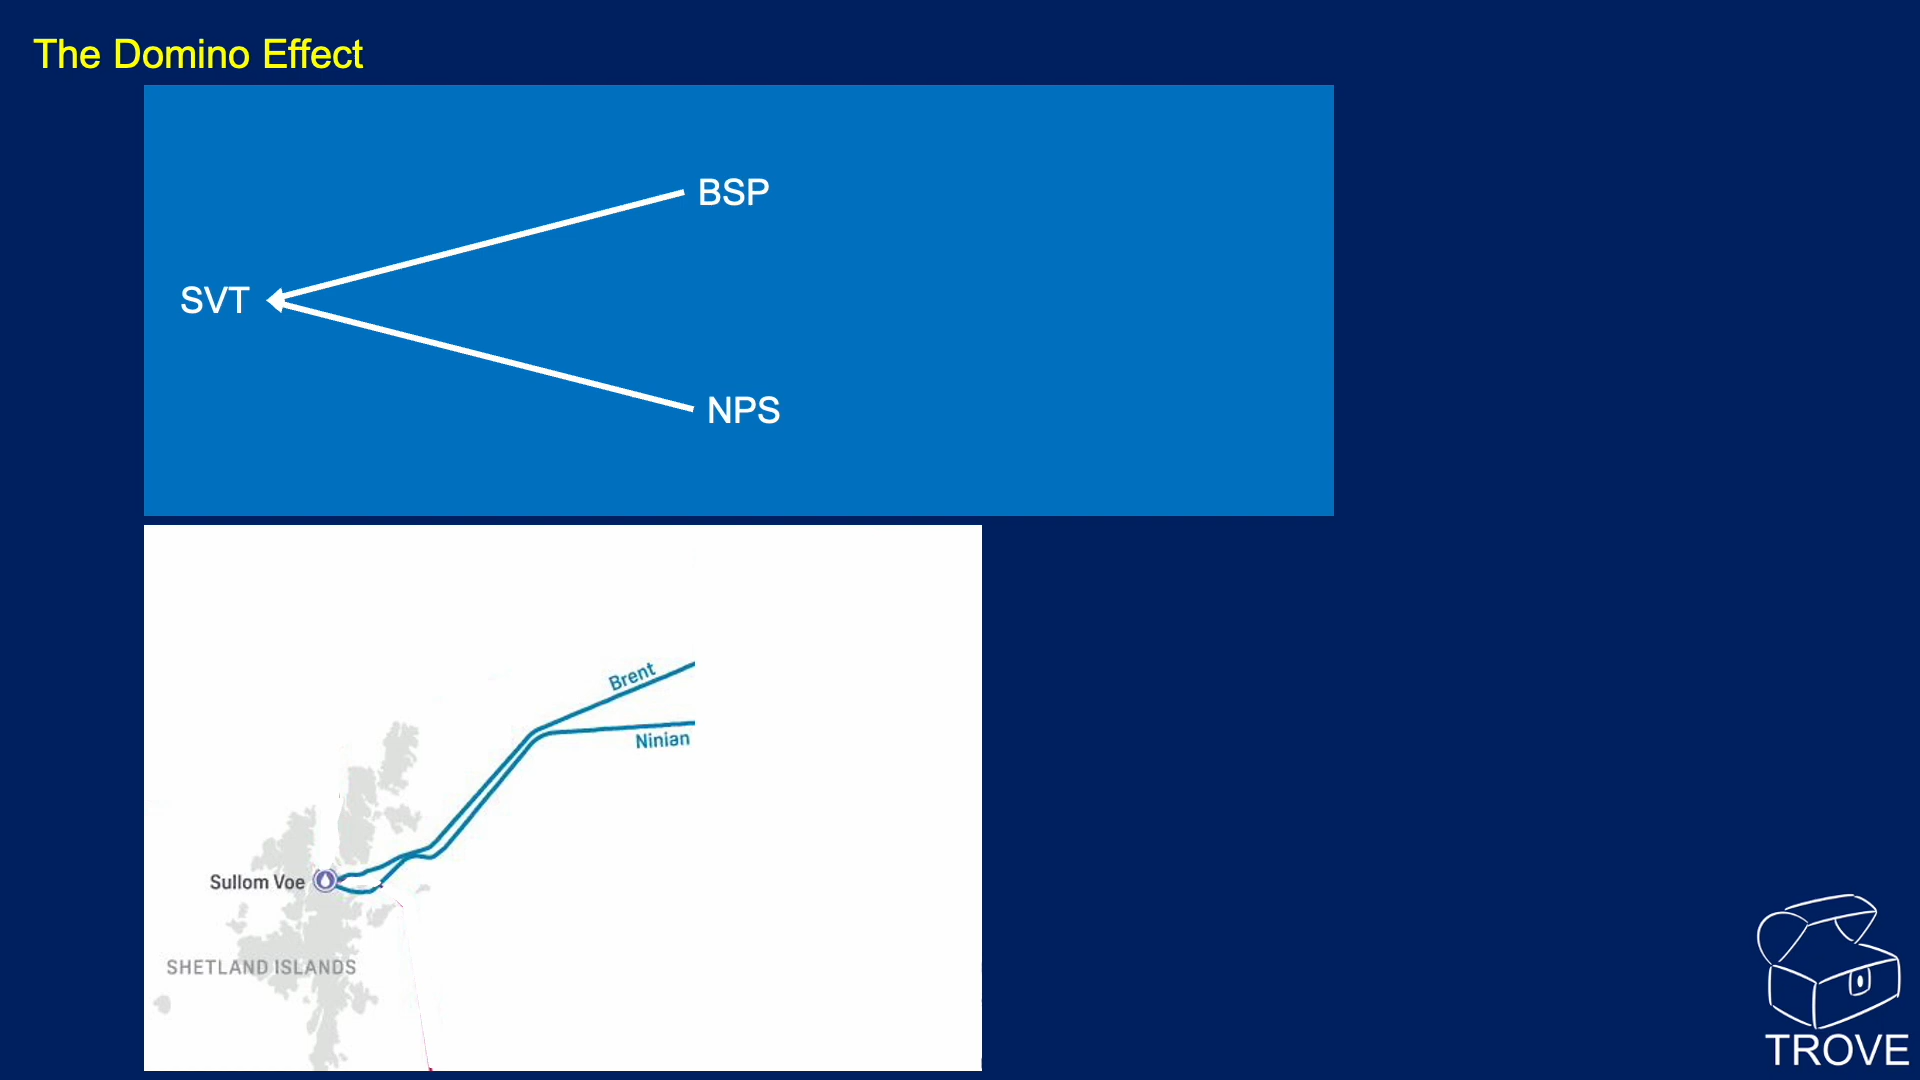 The Domino Effect
BSP
SVT
NPS
Brent
Ninian
Sullom Voe
SHETLAND ISLANDS
TROVE